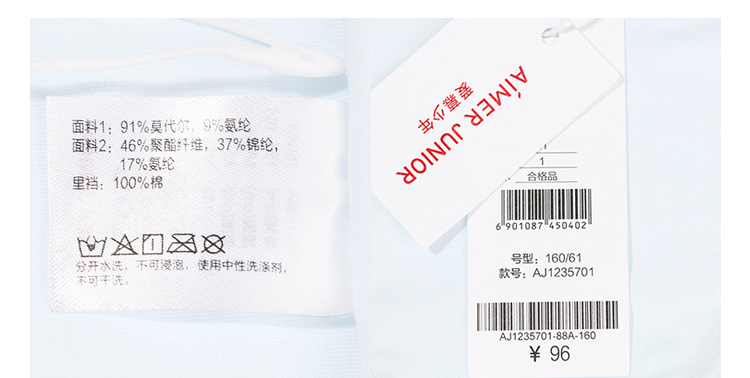 面料1：91%莫代尔，9%氨纶
面料2：46%聚酯纤维，37%锦纶，
17%氨纶
里裆：100%棉
分开水洗，不可浸泡，使用中性洗涤剂，
不可干洗。
AIMER JUNIOR
爱慕少年
1
合格品
6 901087 450402
号型：160/61
款号：AJ1235701
AJ1235701-88A-160
¥ 96